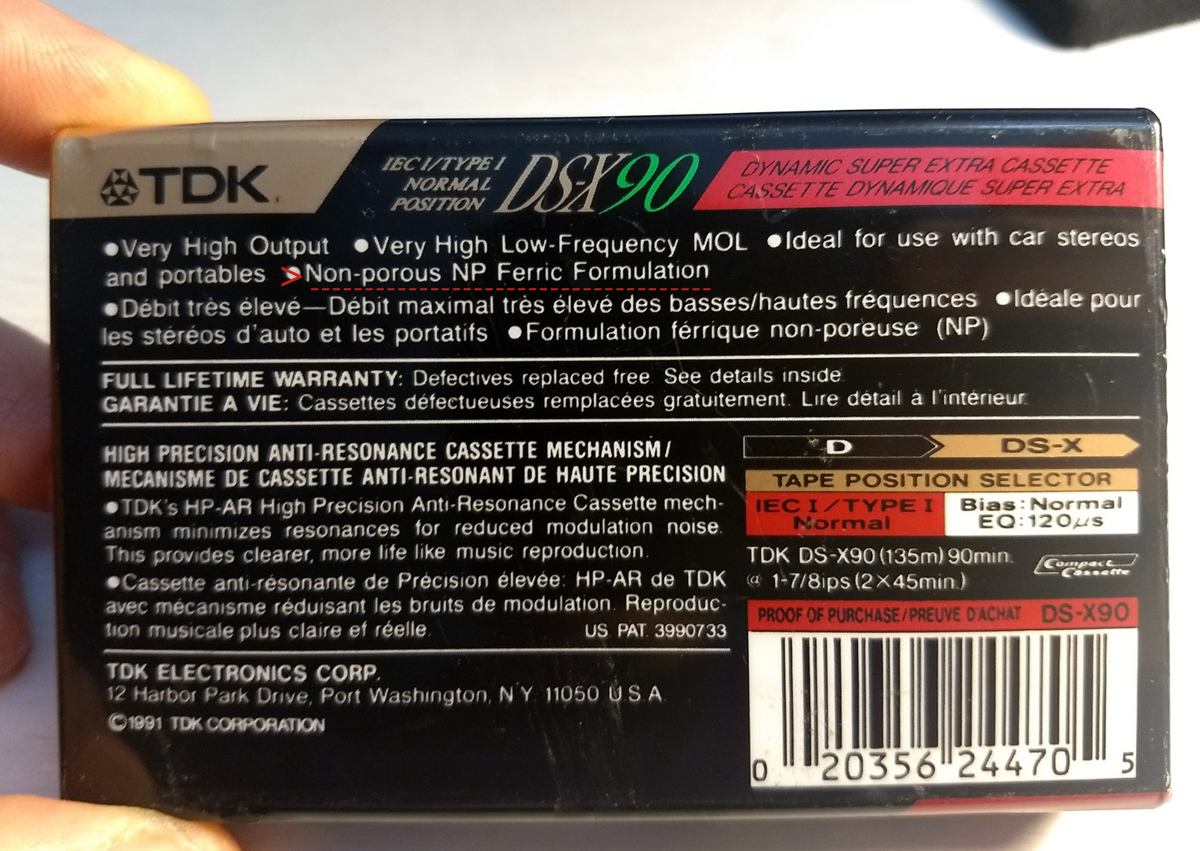 TDK
IEC I/TYPE I
NORMAL
POSITION
DS-X90
DYNAMIC SUPER EXTRA CASSETTE
CASSETTE DYNAMIQUE SUPER EXTRA
●Very High Output ●Very High Low-Frequency MOL ●Ideal for use with car stereos
and portables ●Non-porous NP Ferric Formulation
●Débit très élevé—Débit maximal très élevé des basses/hautes fréquences ●Idéale pour
les stéréos d'auto et les portatifs ●Formulation férrique non-poreuse (NP)
FULL LIFETIME WARRANTY: Defectives replaced free. See details inside.
GARANTIE A VIE: Cassettes défectueuses remplacées gratuitement. Lire détail à l'intérieur.
HIGH PRECISION ANTI-RESONANCE CASSETTE MECHANISM/
MECANISME DE CASSETTE ANTI-RESONANT DE HAUTE PRECISION
●TDK's HP-AR High Precision Anti-Resonance Cassette mech-
anism minimizes resonances for reduced modulation noise.
This provides clearer, more life like music reproduction.
●Cassette anti-résonante de Précision élevée: HP-AR de TDK
avec mécanisme réduisant les bruits de modulation. Reproduc-
tion musicale plus claire et réelle.
US. PAT. 3990733
TDK ELECTRONICS CORP.
12 Harbor Park Drive, Port Washington, N.Y. 11050 U.S.A.
©1991 TDK CORPORATION
D DS-X
TAPE POSITION SELECTOR
IEC I/TYPE I
Normal
Bias:Normal
EQ:120µs
TDK DS-X90(135m)90min.
@ 1-7/8ips(2×45min.)
Compact
Cassette
PROOF OF PURCHASE/PREUVE D'ACHAT DS-X90
0 20356 24470 5